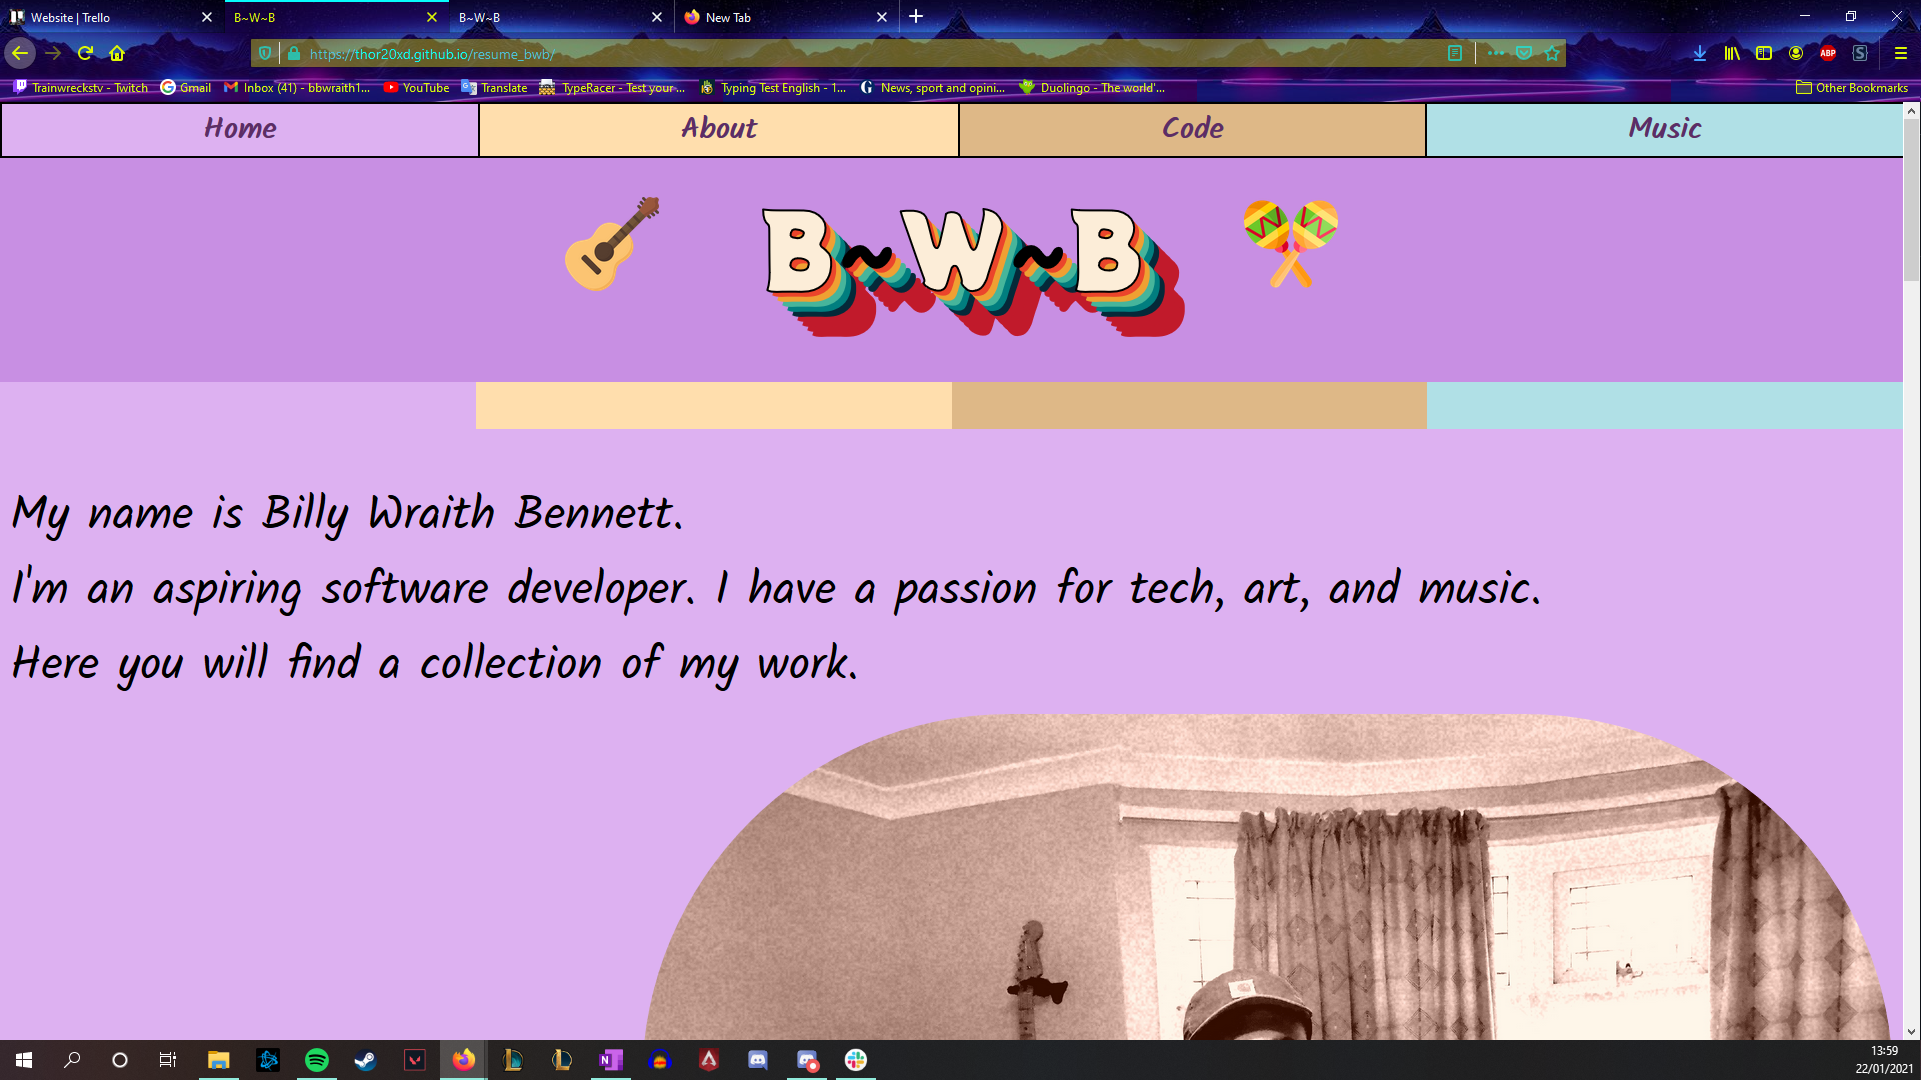 Website | Trello
B~W~B
B~W~B
New Tab
https://thor20xd.github.io/resume_bwb/
ABP
Trainwreckstv - Twitch
Gmail
Inbox (41) - bbwraith1...
YouTube
Translate
TypeRacer - Test your ...
Typing Test English - 1...
News, sport and opini...
Duolingo - The world'...
Other Bookmarks
Home
About
Code
Music
B~W~B
My name is Billy Wraith Bennett.
I'm an aspiring software developer. I have a passion for tech, art, and music.
Here you will find a collection of my work.
13:59
22/01/2021